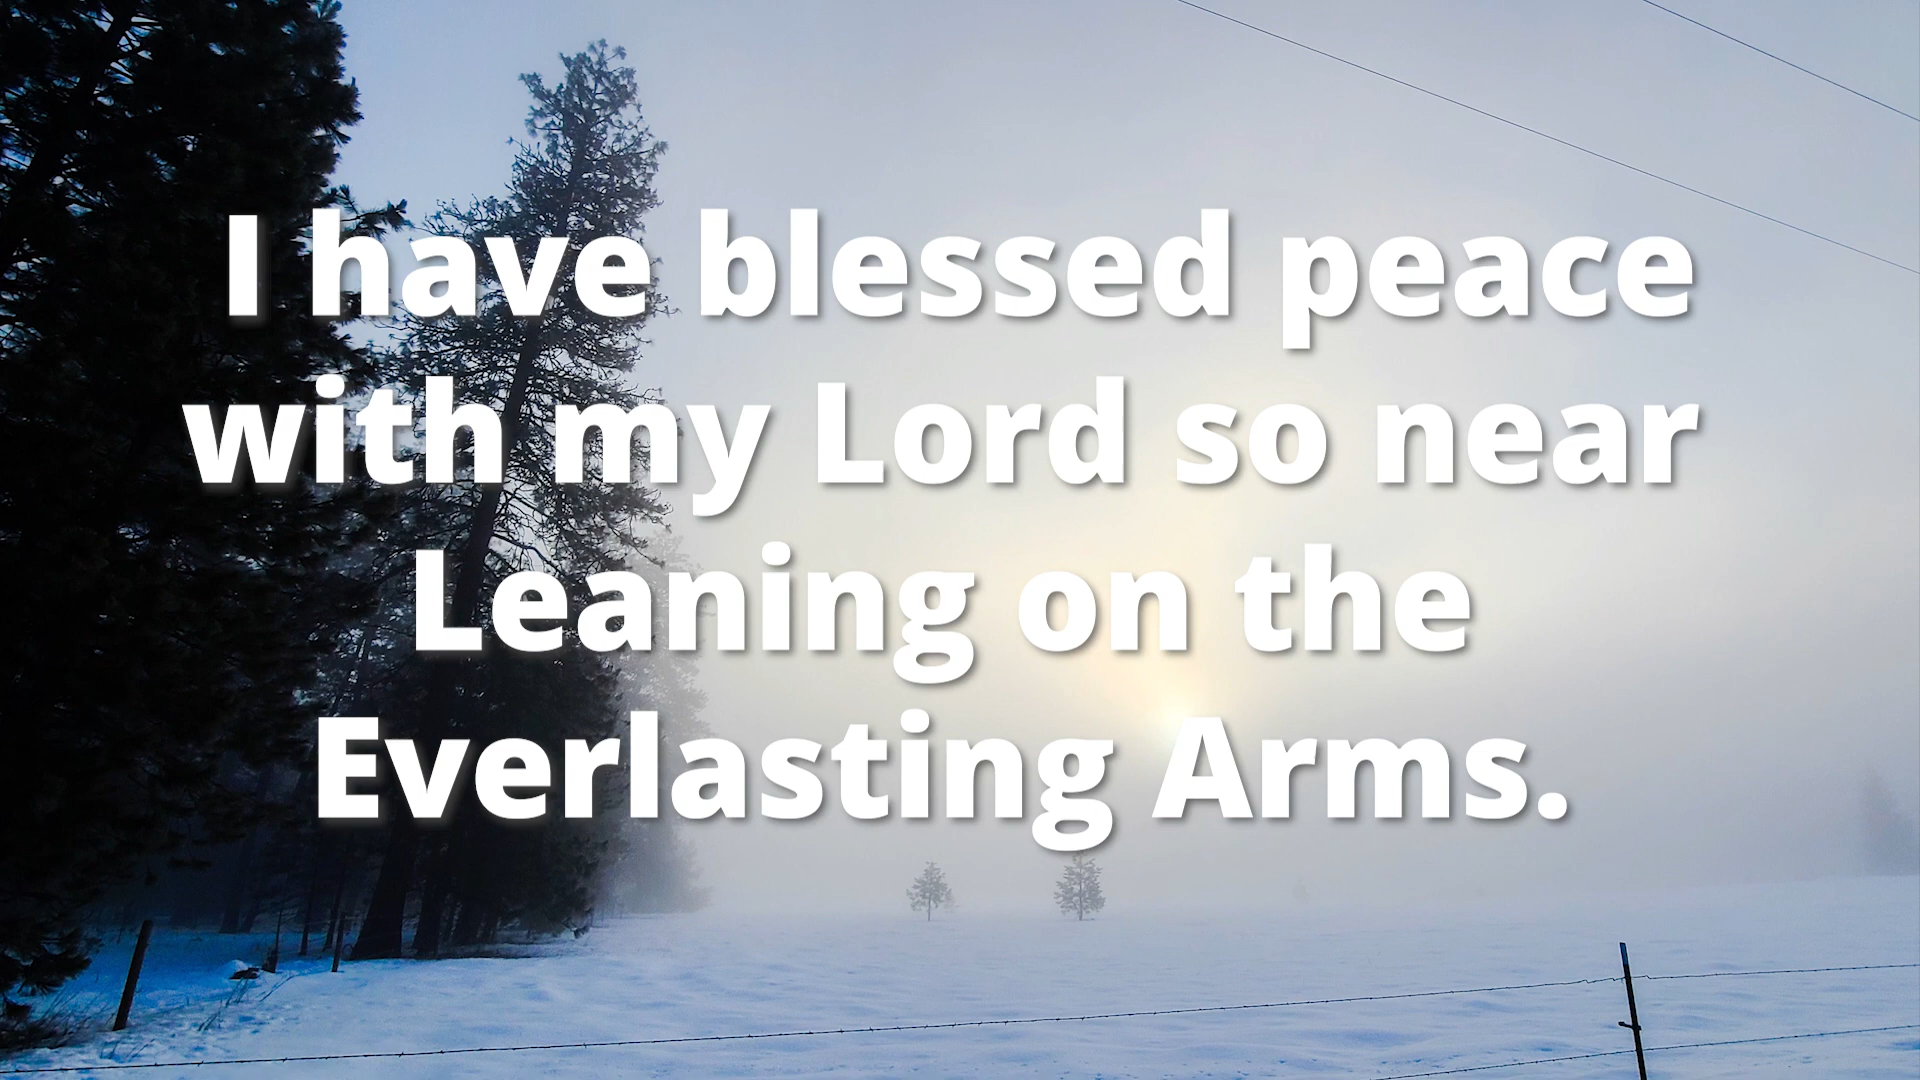 I have blessed peace
with my Lord so near
Leaning on the
Everlasting Arms.